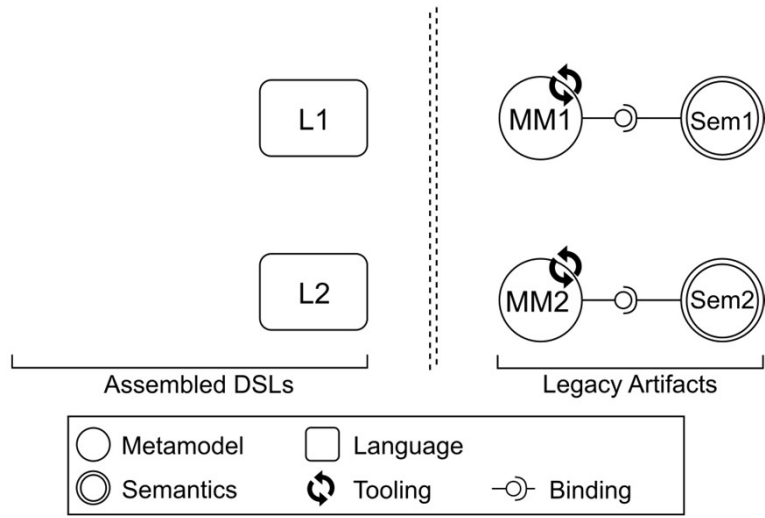 L1
MM1
Sem1
L2
MM2
Sem2
Assembled DSLs
Legacy Artifacts
Metamodel
Language
Semantics
Tooling
Binding